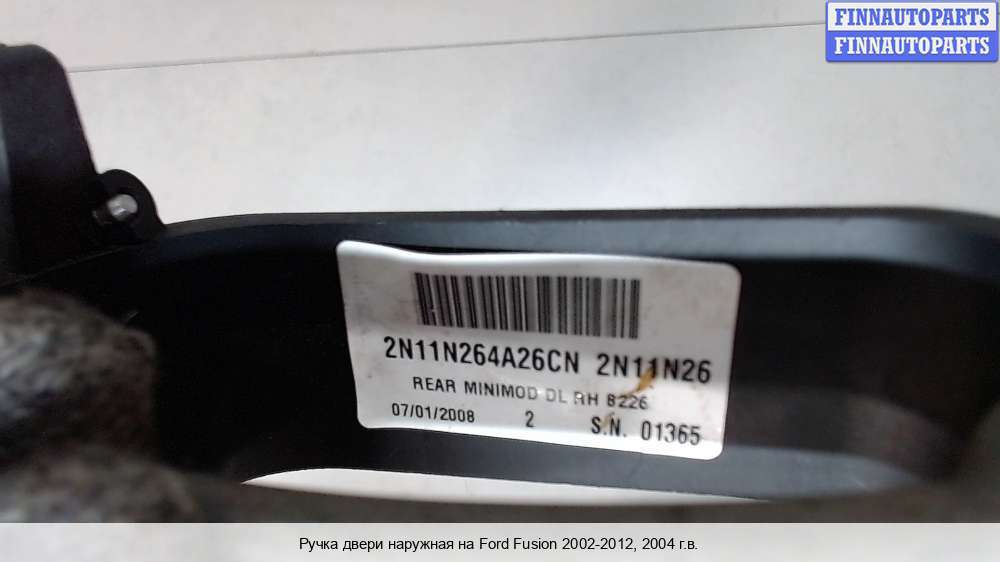 FINNAUTOPARTS
FINNAUTOPARTS
2N11N264A26CN 2N11N26
REAR MINIMOD DL RH B226
07/01/2008 2 S.N. 01365
Ручка двери наружная на Ford Fusion 2002-2012, 2004 г.в.